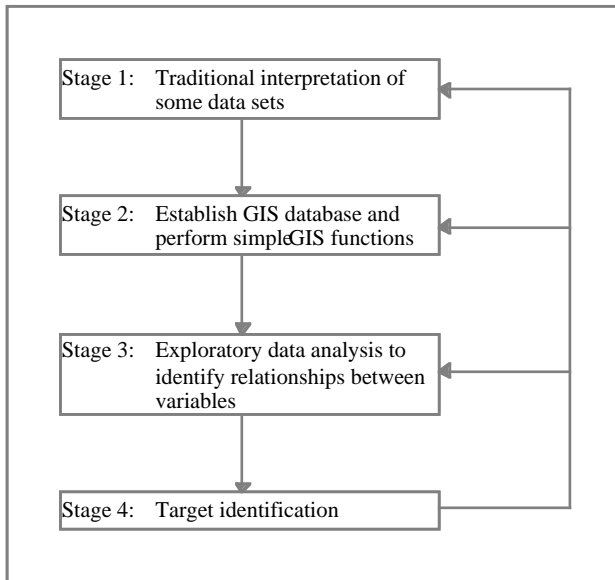 Stage 1: Traditional interpretation of
some data sets
Stage 2: Establish GIS database and
perform simpleGIS functions
Stage 3: Exploratory data analysis to
identify relationships between
variables
Stage 4: Target identification